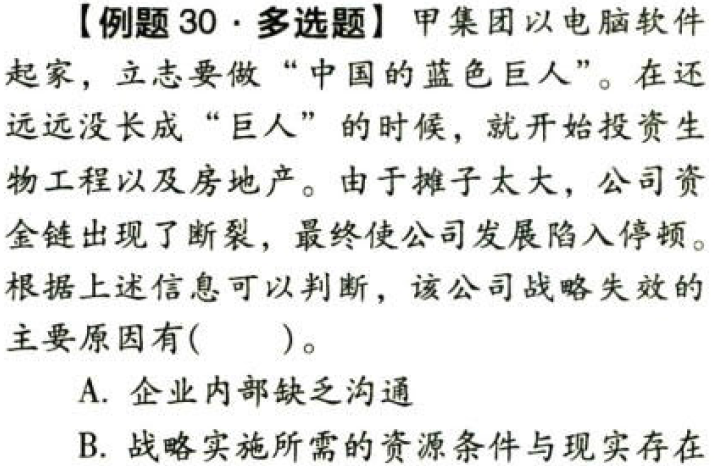 【例题 30·多选题】甲集团以电脑软件
起家，立志要做“中国的蓝色巨人”。在还
远远没长成“巨人”的时候，就开始投资生
物工程以及房地产。由于摊子太大，公司资
金链出现了断裂，最终使公司发展陷入停顿。
根据上述信息可以判断，该公司战略失效的
主要原因有(　　)。
A. 企业内部缺乏沟通
B. 战略实施所需的资源条件与现实存在